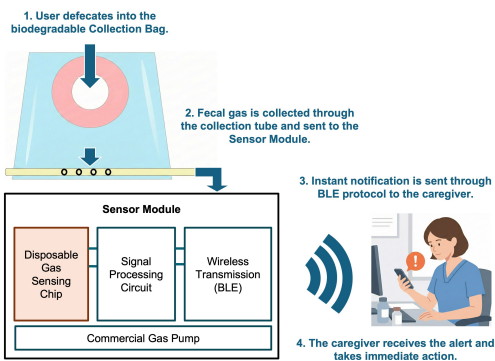 1. User defecates into the
biodegradable Collection Bag.
2. Fecal gas is collected through
the collection tube and sent to the
Sensor Module.
Sensor Module
Disposable
Gas
Sensing
Chip
Signal
Processing
Circuit
Wireless
Transmission
(BLE)
Commercial Gas Pump
3. Instant notification is sent through
BLE protocol to the caregiver.
!
4. The caregiver receives the alert and
takes immediate action.